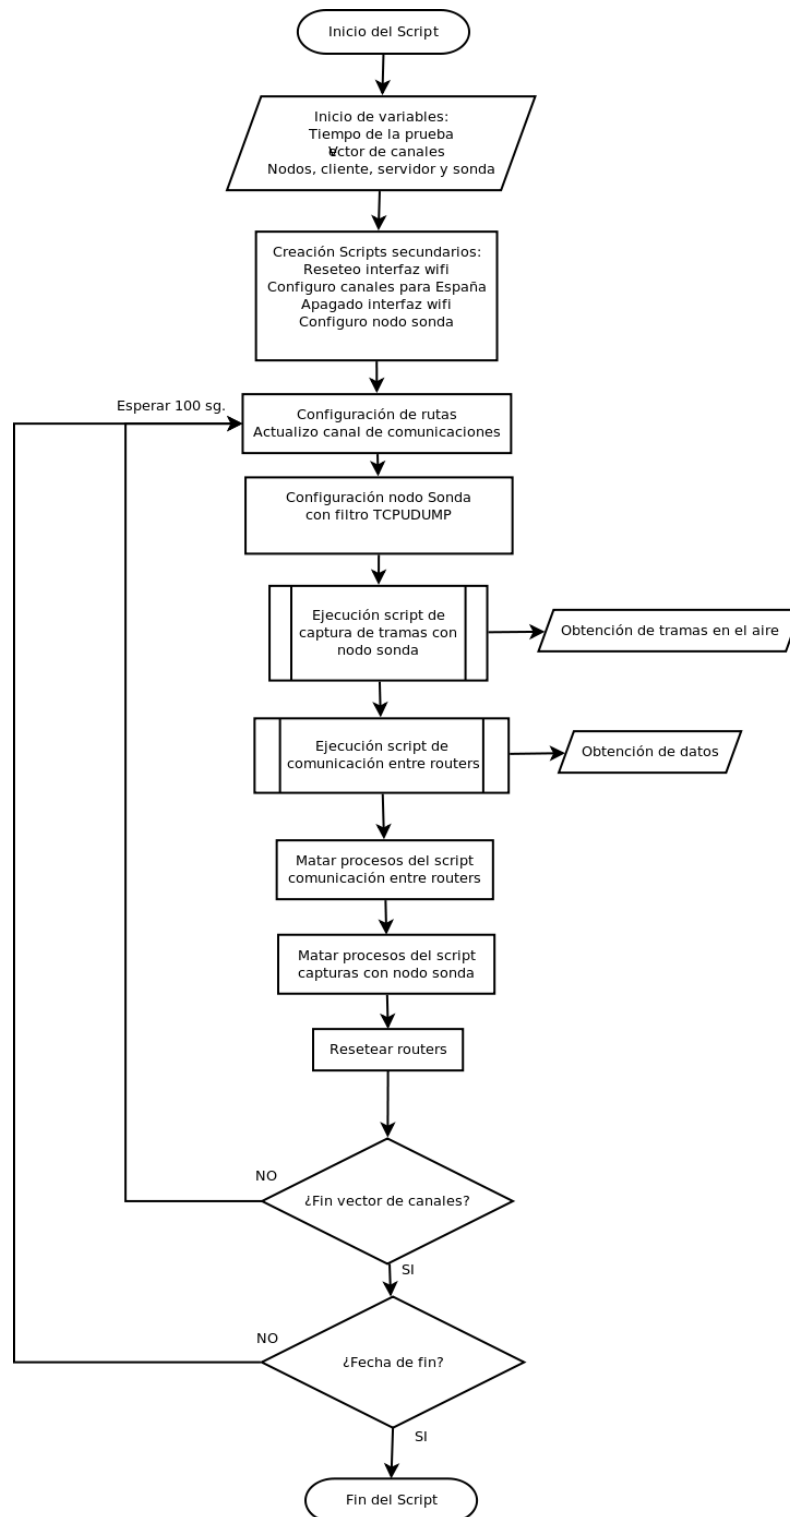 Inicio del Script
Inicio de variables:
Tiempo de la prueba
Vector de canales
Nodos, cliente, servidor y sonda
Creación Scripts secundarios:
Reseteo interfaz wifi
Configuro canales para España
Apagado interfaz wifi
Configuro nodo sonda
Esperar 100 sg.
Configuración de rutas
Actualizo canal de comunicaciones
Configuración nodo Sonda
con filtro TCPUDUMP
Ejecución script de
captura de tramas con
nodo sonda
Obtención de tramas en el aire
Ejecución script de
comunicación entre routers
Obtención de datos
Matar procesos del script
comunicación entre routers
Matar procesos del script
capturas con nodo sonda
Resetear routers
NO
¿Fin vector de canales?
SI
NO
¿Fecha de fin?
SI
Fin del Script